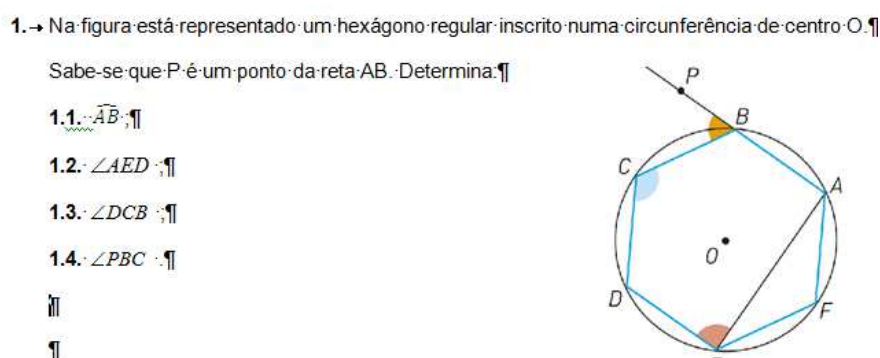 1.→ Na·figura·está·representado·um·hexágono·regular·inscrito·numa·circunferência·de·centro·O.¶
Sabe-se·que·P·é·um·ponto·da·reta·AB.·Determina:¶
P
B
1.1.··AB·;¶
1.2.·∠AED·;¶
C
A
1.3.·∠DCB·;¶
1.4.·∠PBC·.¶
O
D
F
¶
¶